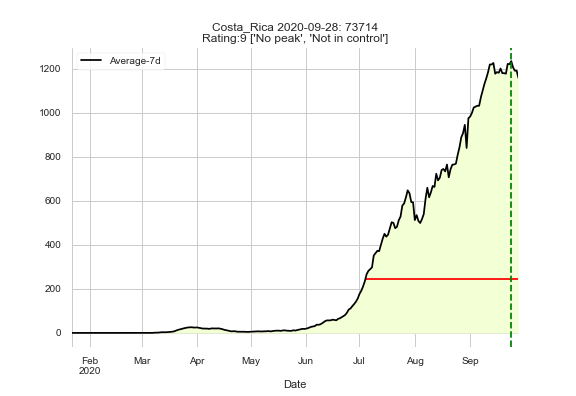 Costa_Rica 2020-09-28: 73714
Rating:9 ['No peak', 'Not in control']
Average-7d
1200
1000
800
600
400
200
0
Feb Mar Apr May Jun Jul Aug Sep
2020
Date